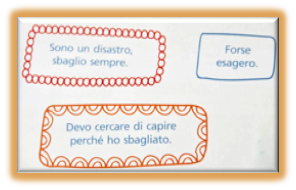 Sono un disastro,
sbaglio sempre.
Forse
esagero.
Devo cercare di capire
perché ho sbagliato.